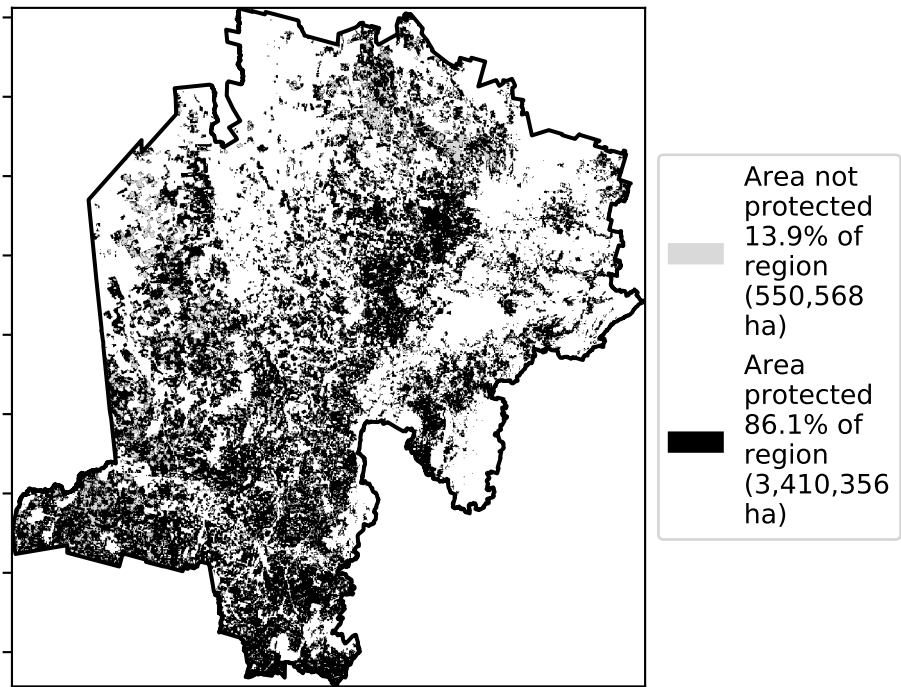 Area not
protected
13.9% of
region
(550,568
ha)
Area
protected
86.1% of
region
(3,410,356
ha)